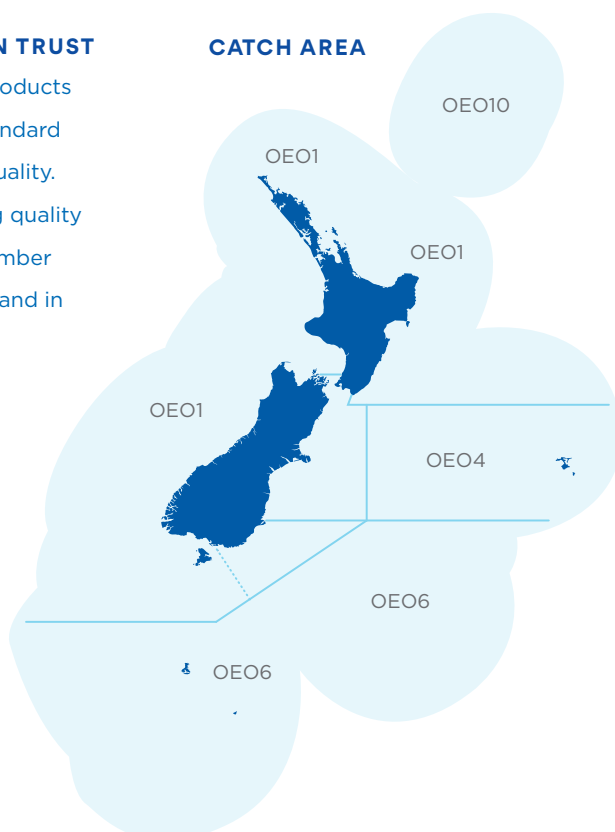 N TRUST
oducts
ndard
uality.
g quality
mber
and in
CATCH AREA
OEO10
OEO1
OEO1
OEO1
OEO4
OEO6
OEO6